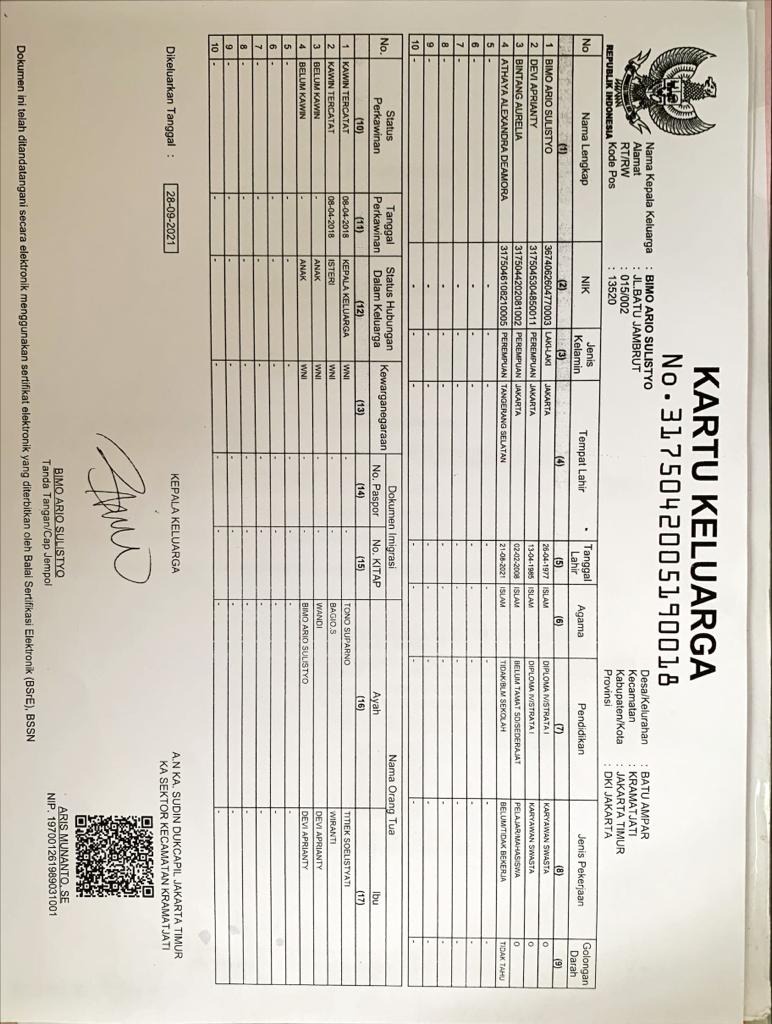 KARTU KELUARGA
No. 3175042005190018
REPUBLIK INDONESIA
Nama Kepala Keluarga : BIMO ARIO SULISTYO
Alamat : JL.BATU JAMBRUT
RT/RW : 015/002
Kode Pos : 13520
Desa/Kelurahan : BATU AMPAR
Kecamatan : KRAMATJATI
Kabupaten/Kota : JAKARTA TIMUR
Provinsi : DKI JAKARTA
No Nama Lengkap NIK Jenis Kelamin Tempat Lahir Tanggal Lahir Agama Pendidikan Jenis Pekerjaan Golongan Darah
(1) (2) (3) (4) (5) (6) (7) (8) (9)
1 BIMO ARIO SULISTYO 3674062604770003 LAKI-LAKI JAKARTA 26-04-1977 ISLAM DIPLOMA IV/STRATA I KARYAWAN SWASTA O
2 DEVI APRIANTY 3175045304850011 PEREMPUAN JAKARTA 13-04-1985 ISLAM DIPLOMA IV/STRATA I KARYAWAN SWASTA O
3 BINTANG AURELIA 3175044202081002 PEREMPUAN JAKARTA 02-02-2008 ISLAM BELUM TAMAT SD/SEDERAJAT PELAJAR/MAHASISWA O
4 ATHAYA ALEXANDRA DEAMORA 3175046108210005 PEREMPUAN TANGERANG SELATAN 21-08-2021 ISLAM TIDAK/BLM SEKOLAH BELUM/TIDAK BEKERJA TIDAK TAHU
5 - - - - - - - - -
6 - - - - - - - - -
7 - - - - - - - - -
8 - - - - - - - - -
9 - - - - - - - - -
10 - - - - - - - - -
No. Status Perkawinan Tanggal Perkawinan Status Hubungan Dalam Keluarga Kewarganegaraan Dokumen Imigrasi Nama Orang Tua
No. Paspor No. KITAP Ayah Ibu
(10) (11) (12) (13) (14) (15) (16) (17)
1 KAWIN TERCATAT 08-04-2018 KEPALA KELUARGA WNI - - TONO SUPARNO TITIEK SOELISTYATI
2 KAWIN TERCATAT 08-04-2018 ISTERI WNI - - BAGIO.S WIRANTI
3 BELUM KAWIN - ANAK WNI - - WANDI DEVI APRIANTY
4 BELUM KAWIN - ANAK WNI - - BIMO ARIO SULISTYO DEVI APRIANTY
5 - - - - - - - -
6 - - - - - - - -
7 - - - - - - - -
8 - - - - - - - -
9 - - - - - - - -
10 - - - - - - - -
Dikeluarkan Tanggal : 28-09-2021
KEPALA KELUARGA
BIMO ARIO SULISTYO
Tanda Tangan/Cap Jempol
A.N KA. SUDIN DUKCAPIL JAKARTA TIMUR
KA SEKTOR KECAMATAN KRAMATJATI
ARIS MUNANTO, SE
NIP. 197001261989031001
Dokumen ini telah ditandatangani secara elektronik menggunakan sertifikat elektronik yang diterbitkan oleh Balai Sertifikasi Elektronik (BSrE), BSSN